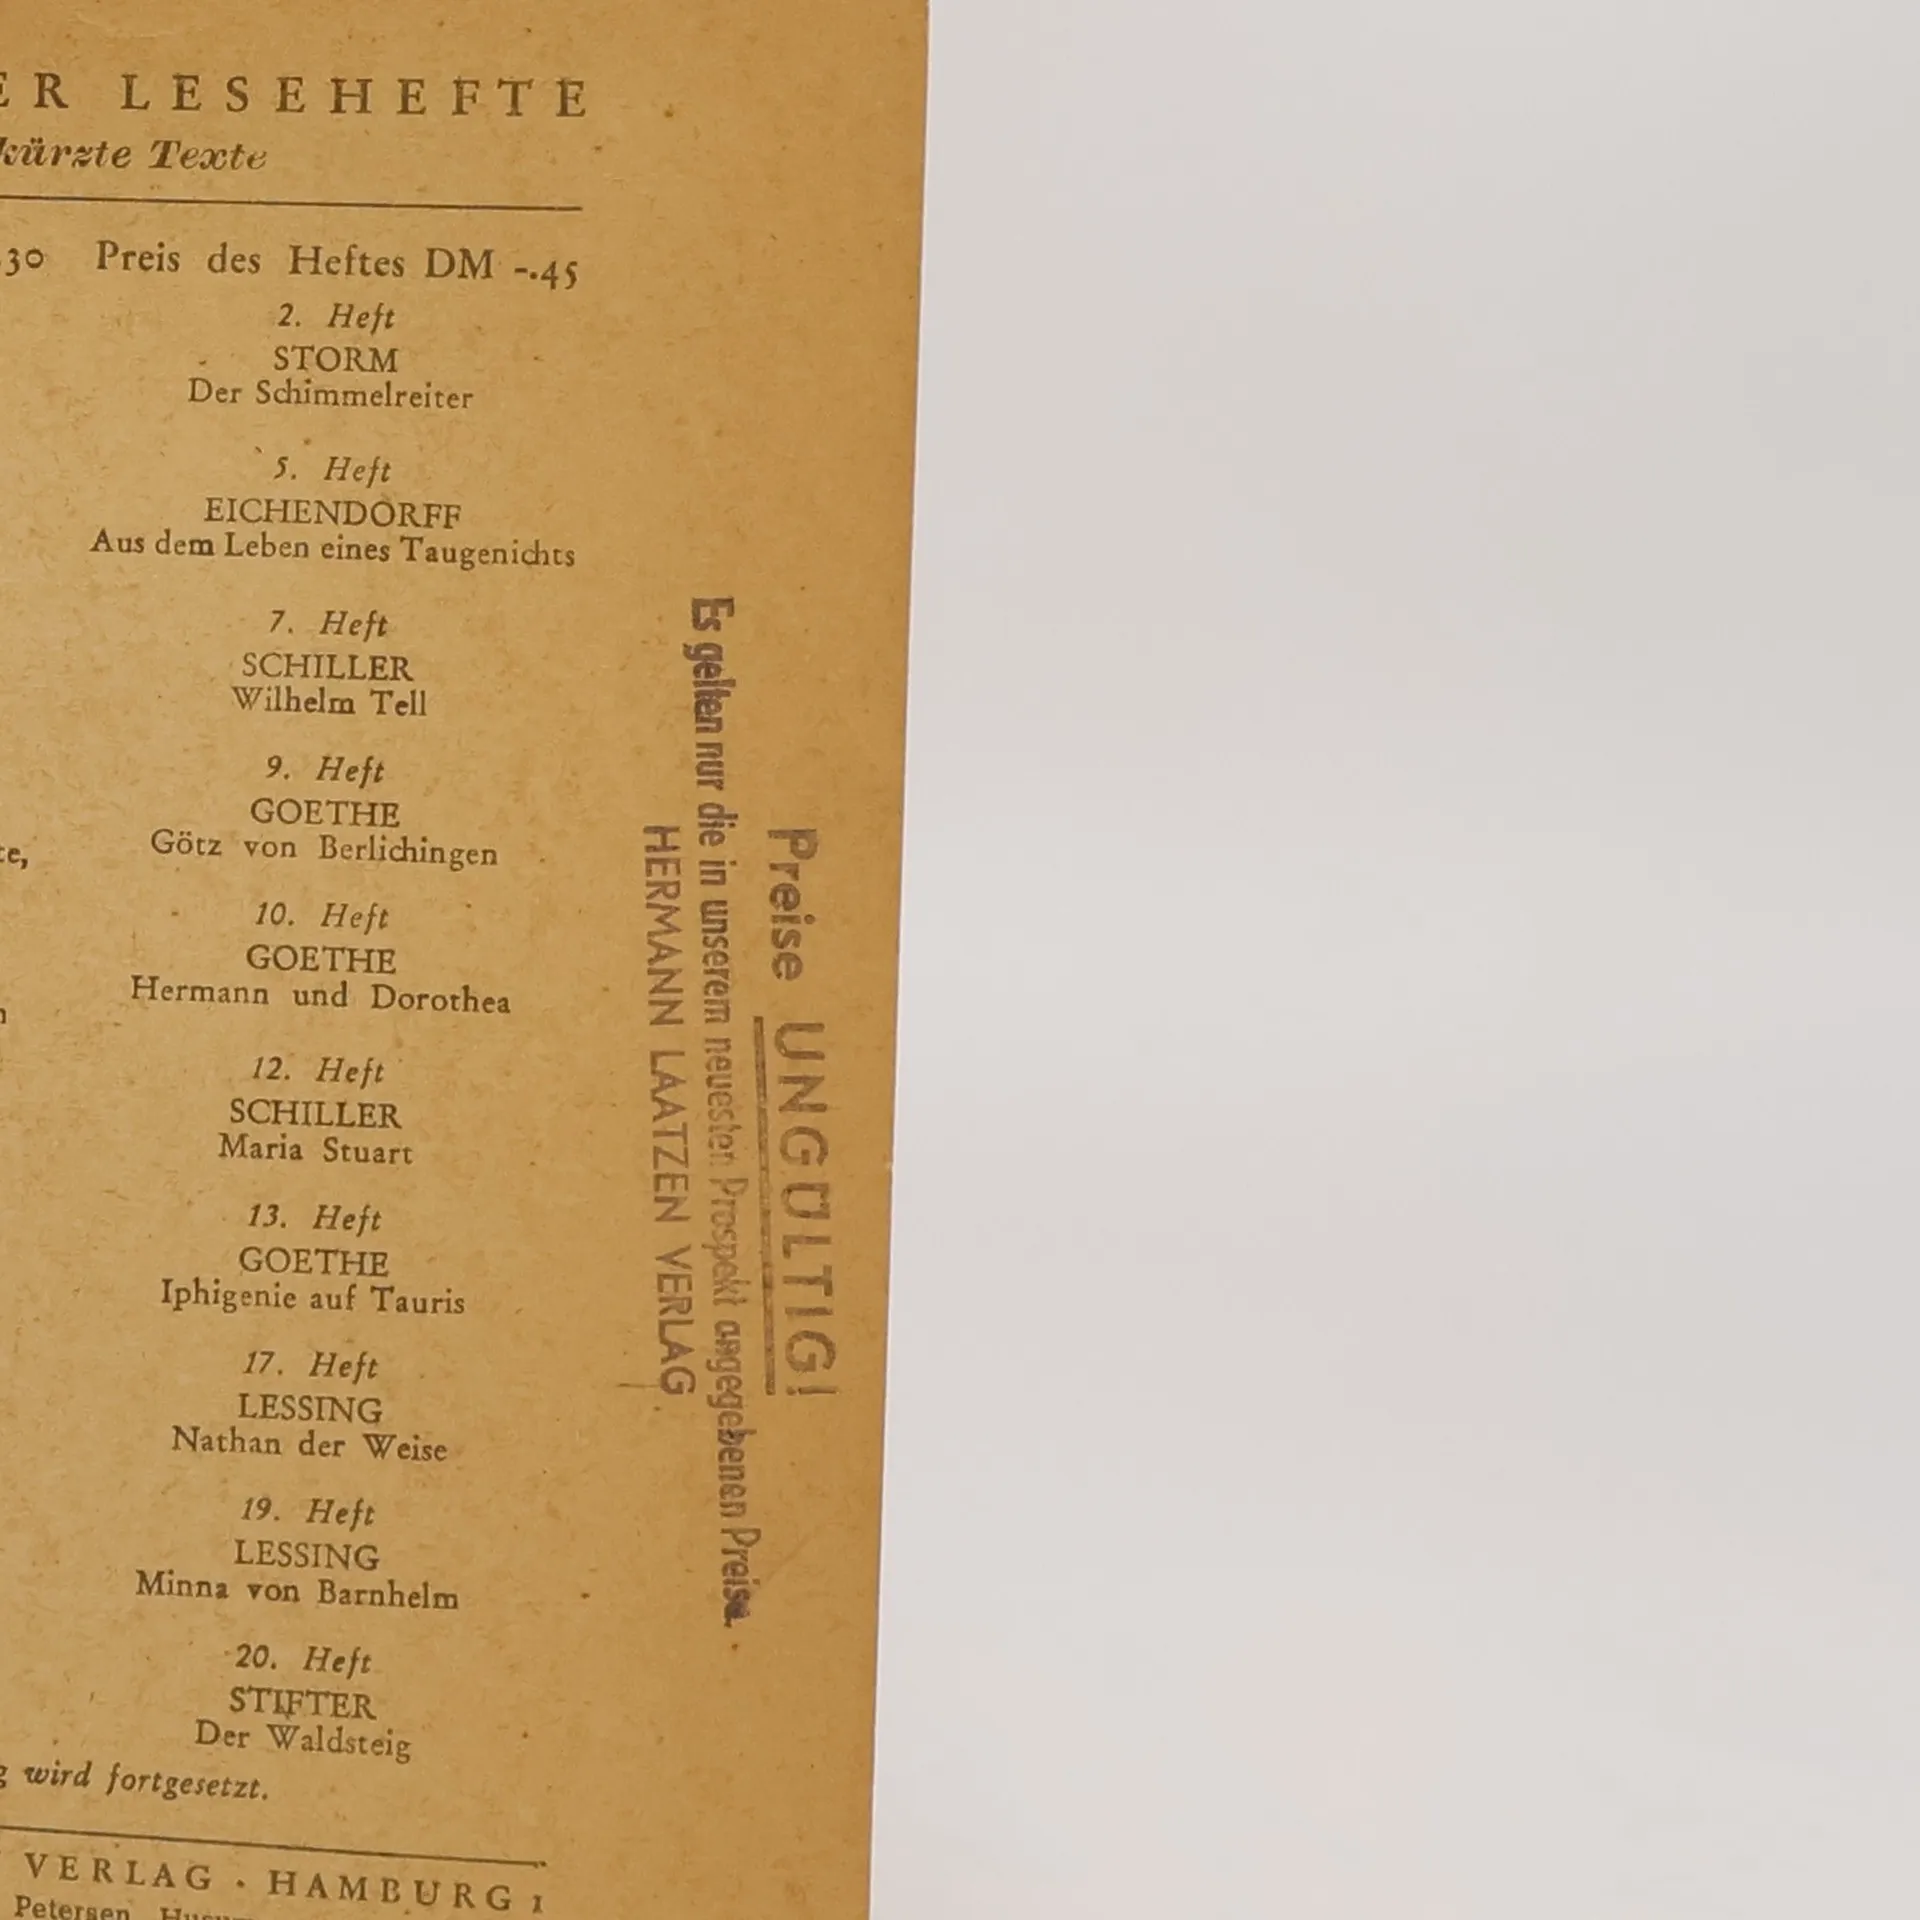 ER LESEHEFTE
kürzte Texte
30 Preis des Heftes DM -.45
2. Heft
STORM
Der Schimmelreiter
5. Heft
EICHENDORFF
Aus dem Leben eines Taugenichts
7. Heft
SCHILLER
Wilhelm Tell
9. Heft
GOETHE
te,
Götz von Berlichingen
10. Heft
GOETHE
Hermann und Dorothea
12. Heft
SCHILLER
Maria Stuart
13. Heft
GOETHE
Iphigenie auf Tauris
17. Heft
LESSING
Nathan der Weise
19. Heft
LESSING
Minna von Barnhelm
20. Heft
STIFTER
Der Waldsteig
g wird fortgesetzt.
VERLAG · HAMBURG 1
Petersen
Preise UNGÜLTIG!
Es gelten nur die in unserem neuesten Prospekt angegebenen Preise.
HERMANN LAATZEN VERLAG